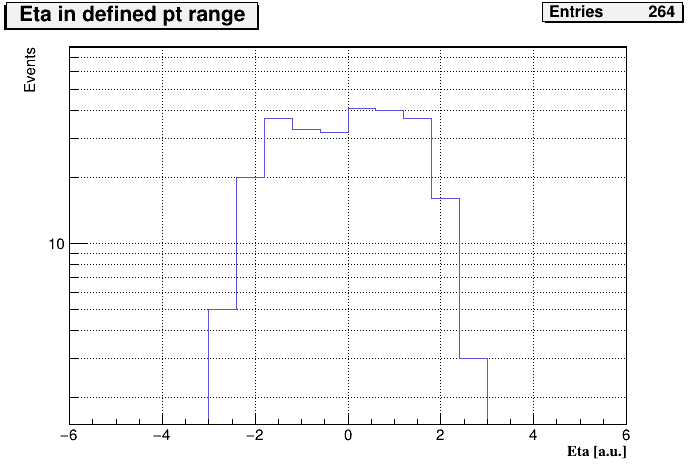 Eta in defined pt range
Entries 264
Events
10
−6 −4 −2 0 2 4 6
Eta [a.u.]